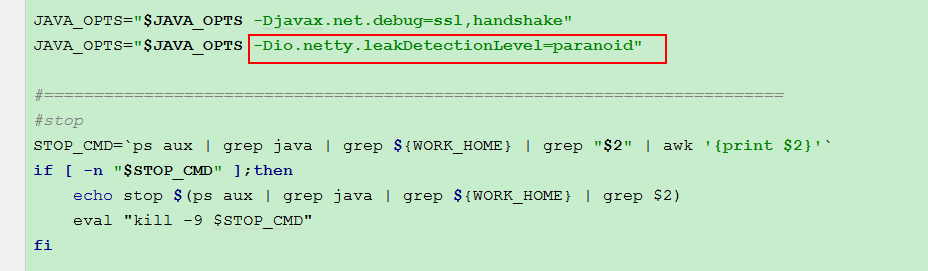 JAVA_OPTS="$JAVA_OPTS -Djavax.net.debug=ssl,handshake"
JAVA_OPTS="$JAVA_OPTS -Dio.netty.leakDetectionLevel=paranoid"
#==========================================================================
#stop
STOP_CMD=`ps aux | grep java | grep ${WORK_HOME} | grep "$2" | awk '{print $2}'`
if [ -n "$STOP_CMD" ];then
    echo stop $(ps aux | grep java | grep ${WORK_HOME} | grep $2)
    eval "kill -9 $STOP_CMD"
fi